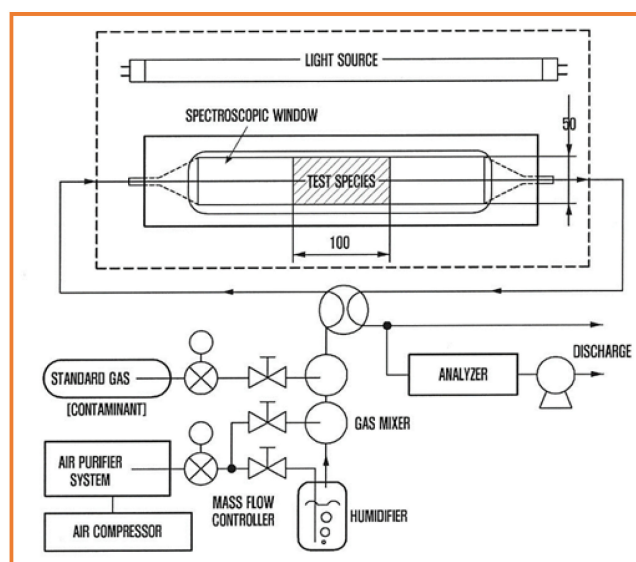 LIGHT SOURCE
SPECTROSCOPIC WINDOW
50
TEST SPECIES
100
STANDARD GAS
[CONTAMINANT]
DISCHARGE
ANALYZER
GAS MIXER
AIR PURIFIER
SYSTEM
MASS FLOW
CONTROLLER
HUMIDIFIER
AIR COMPRESSOR